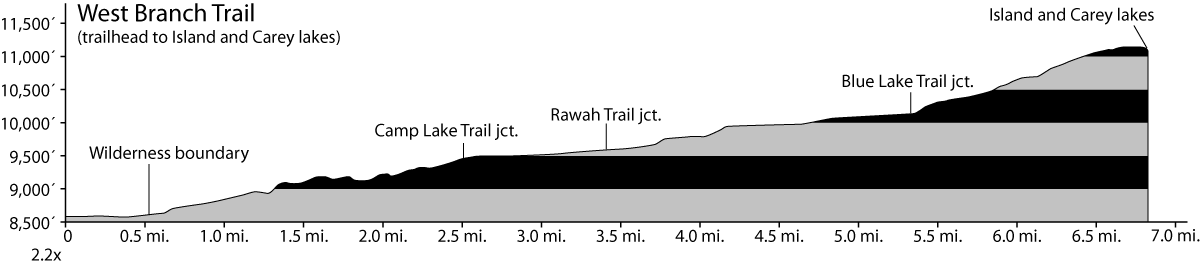 West Branch Trail
(trailhead to Island and Carey lakes)
Island and Carey lakes
Blue Lake Trail jct.
Rawah Trail jct.
Camp Lake Trail jct.
Wilderness boundary
11,500´
11,000´
10,500´
10,000´
9,500´
9,000´
8,500´
0 0.5 mi. 1.0 mi. 1.5 mi. 2.0 mi. 2.5 mi. 3.0 mi. 3.5 mi. 4.0 mi. 4.5 mi. 5.0 mi. 5.5 mi. 6.0 mi. 6.5 mi. 7.0 mi.
2.2x